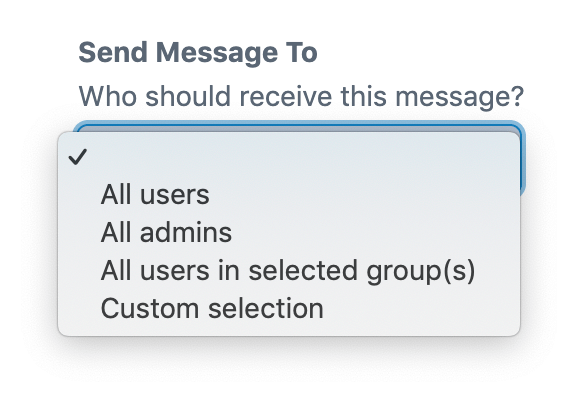 Send Message To
Who should receive this message?
All users
All admins
All users in selected group(s)
Custom selection